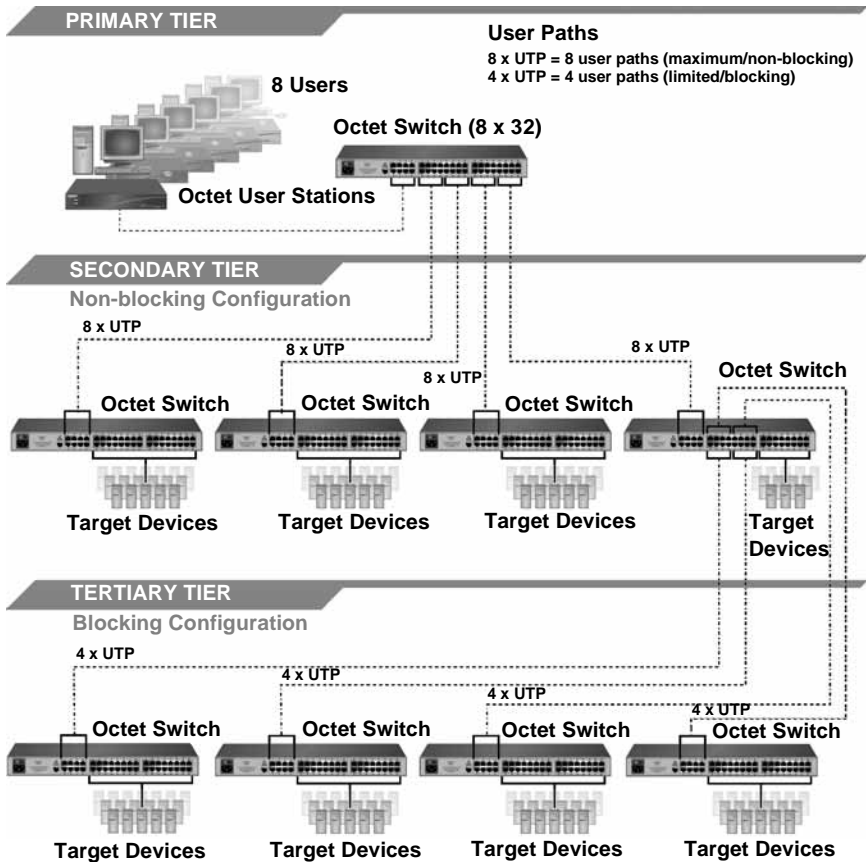 PRIMARY TIER
User Paths
8 x UTP = 8 user paths (maximum/non-blocking)
4 x UTP = 4 user paths (limited/blocking)
8 Users
Octet Switch (8 x 32)
Octet User Stations
SECONDARY TIER
Non-blocking Configuration
8 x UTP
8 x UTP
8 x UTP
8 x UTP
Octet Switch
Octet Switch
Octet Switch
Octet Switch
Target Devices
Target Devices
Target Devices
Target
Devices
TERTIARY TIER
Blocking Configuration
4 x UTP
4 x UTP
4 x UTP
4 x UTP
Octet Switch
Octet Switch
Octet Switch
Octet Switch
Target Devices
Target Devices
Target Devices
Target Devices